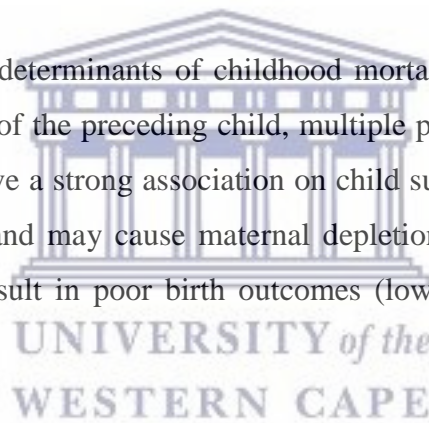 determinants of childhood morta
of the preceding child, multiple p
ve a strong association on child su
and may cause maternal depletion
sult in poor birth outcomes (low
UNIVERSITY of the
WESTERN CAPE